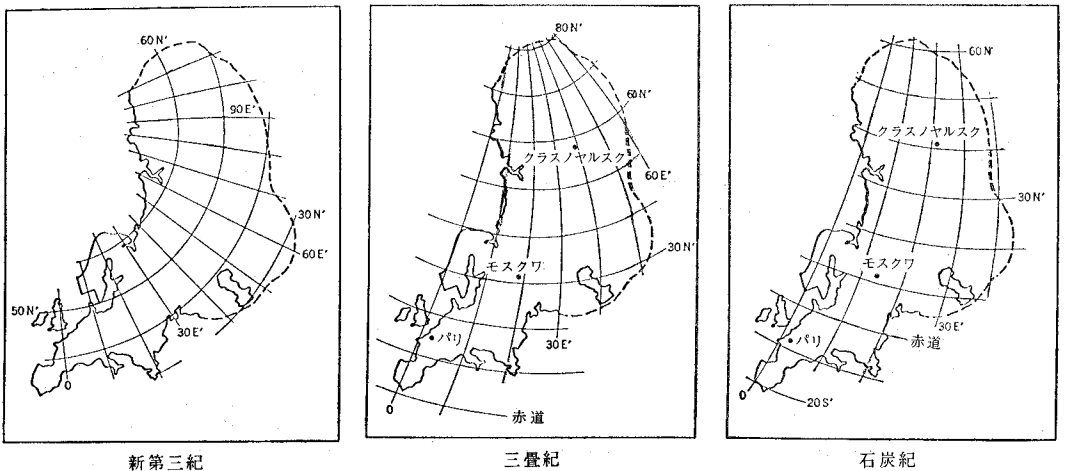 60N'
90E'
30N'
60E'
50N'
30E'
0
新第三紀
80N'
60N'
クラスノヤルスク
60E'
30N'
モスクワ
30E'
パリ
0
赤道
三畳紀
60N'
クラスノヤルスク
30N'
モスクワ
30E'
赤道
パリ
0
20S'
石炭紀